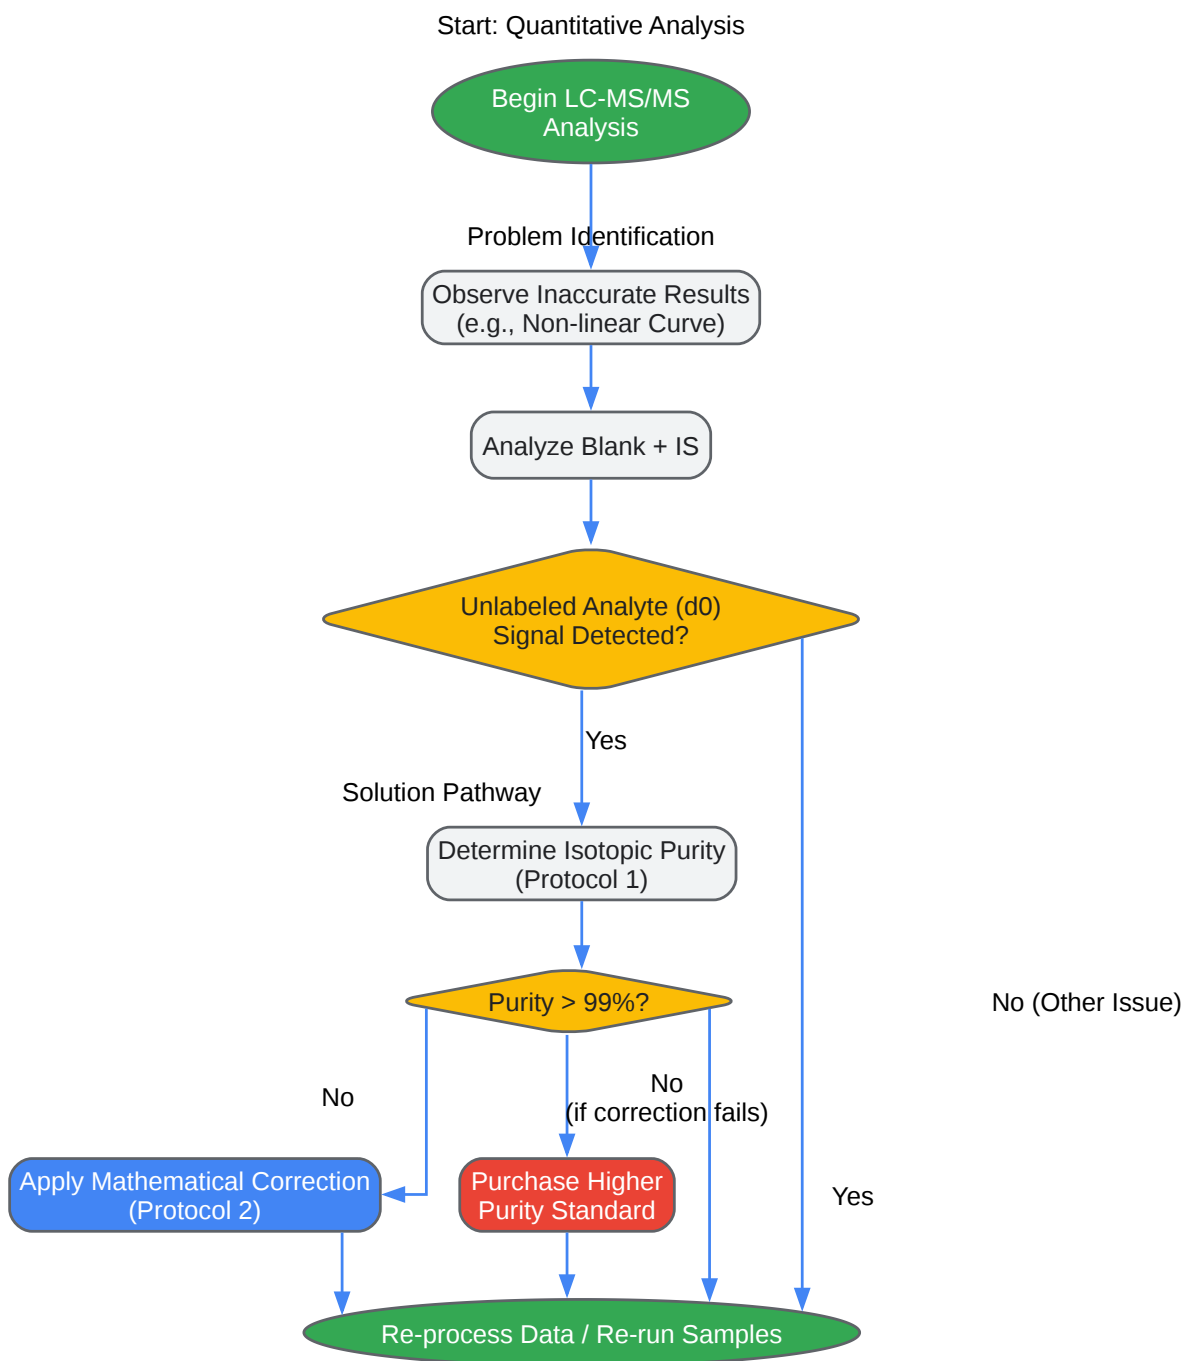 Start: Quantitative Analysis
Begin LC-MS/MS
Analysis
Problem Identification
Observe Inaccurate Results
(e.g., Non-linear Curve)
Analyze Blank + IS
Unlabeled Analyte (d0)
Signal Detected?
Yes
Solution Pathway
Determine Isotopic Purity
(Protocol 1)
Purity > 99%?
No (Other Issue)
No
No
(if correction fails)
Apply Mathematical Correction
(Protocol 2)
Purchase Higher
Purity Standard
Yes
Re-process Data / Re-run Samples